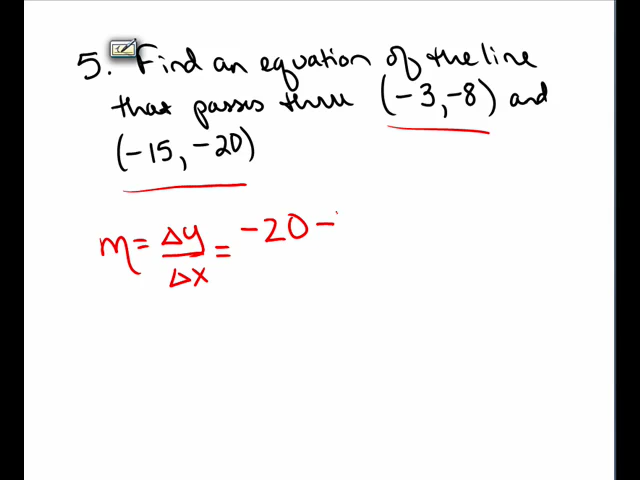 5. Find an equation of the line
that passes thru (-3, -8) and
(-15, -20)
m = Δy/Δx = -20 -